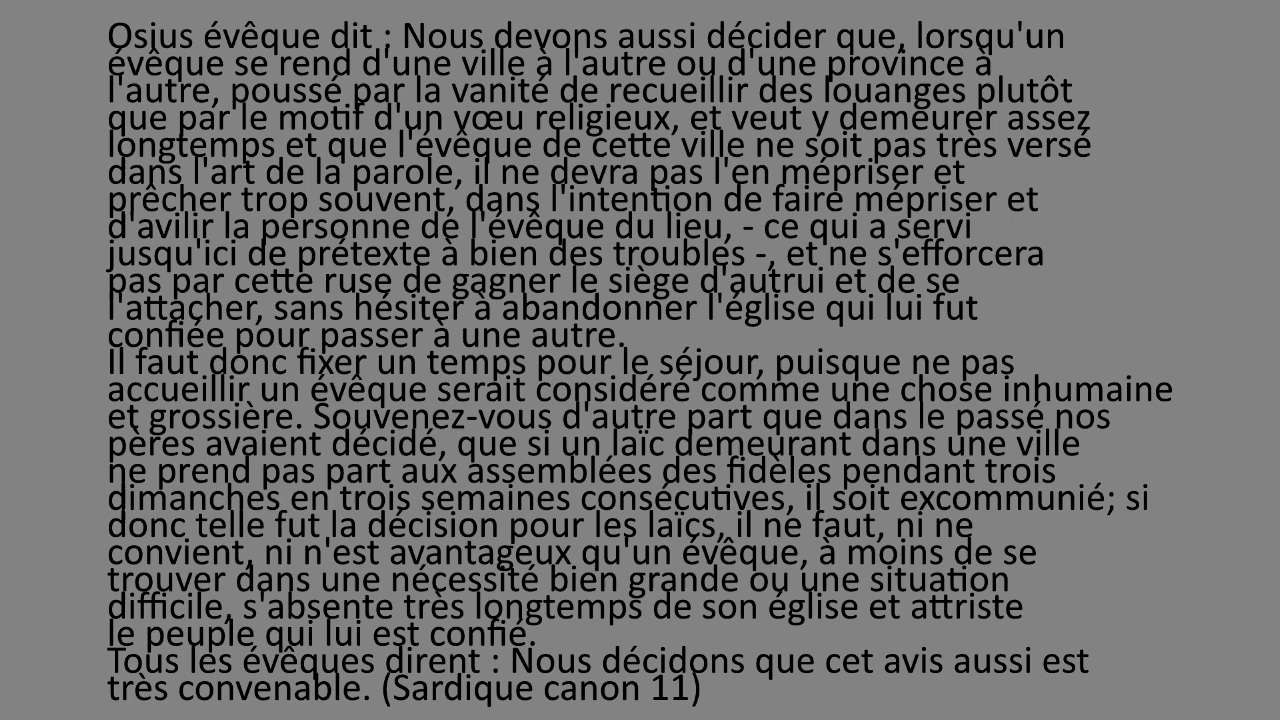 Osius évêque dit : Nous devons aussi décider que, lorsqu'un
évêque se rend d'une ville à l'autre ou d'une province à
l'autre, poussé par la vanité de recueillir des louanges plutôt
que par le motif d'un vœu religieux, et veut y demeurer assez
longtemps et que l'évêque de cette ville ne soit pas très versé
dans l'art de la parole, il ne devra pas l'en mépriser et
prêcher trop souvent, dans l'intention de faire mépriser et
d'avilir la personne de l'évêque du lieu, - ce qui a servi
jusqu'ici de prétexte à bien des troubles -, et ne s'efforcera
pas par cette ruse de gagner le siège d'autrui et de se
l'attacher, sans hésiter à abandonner l'église qui lui fut
confiée pour passer à une autre.
Il faut donc fixer un temps pour le séjour, puisque ne pas
accueillir un évêque serait considéré comme une chose inhumaine
et grossière. Souvenez-vous d'autre part que dans le passé nos
pères avaient décidé, que si un laïc demeurant dans une ville
ne prend pas part aux assemblées des fidèles pendant trois
dimanches en trois semaines consécutives, il soit excommunié; si
donc telle fut la décision pour les laïcs, il ne faut, ni ne
convient, ni n'est avantageux qu'un évêque, à moins de se
trouver dans une nécessité bien grande ou une situation
difficile, s'absente très longtemps de son église et attriste
le peuple qui lui est confié.
Tous les évêques dirent : Nous décidons que cet avis aussi est
très convenable. (Sardique canon 11)